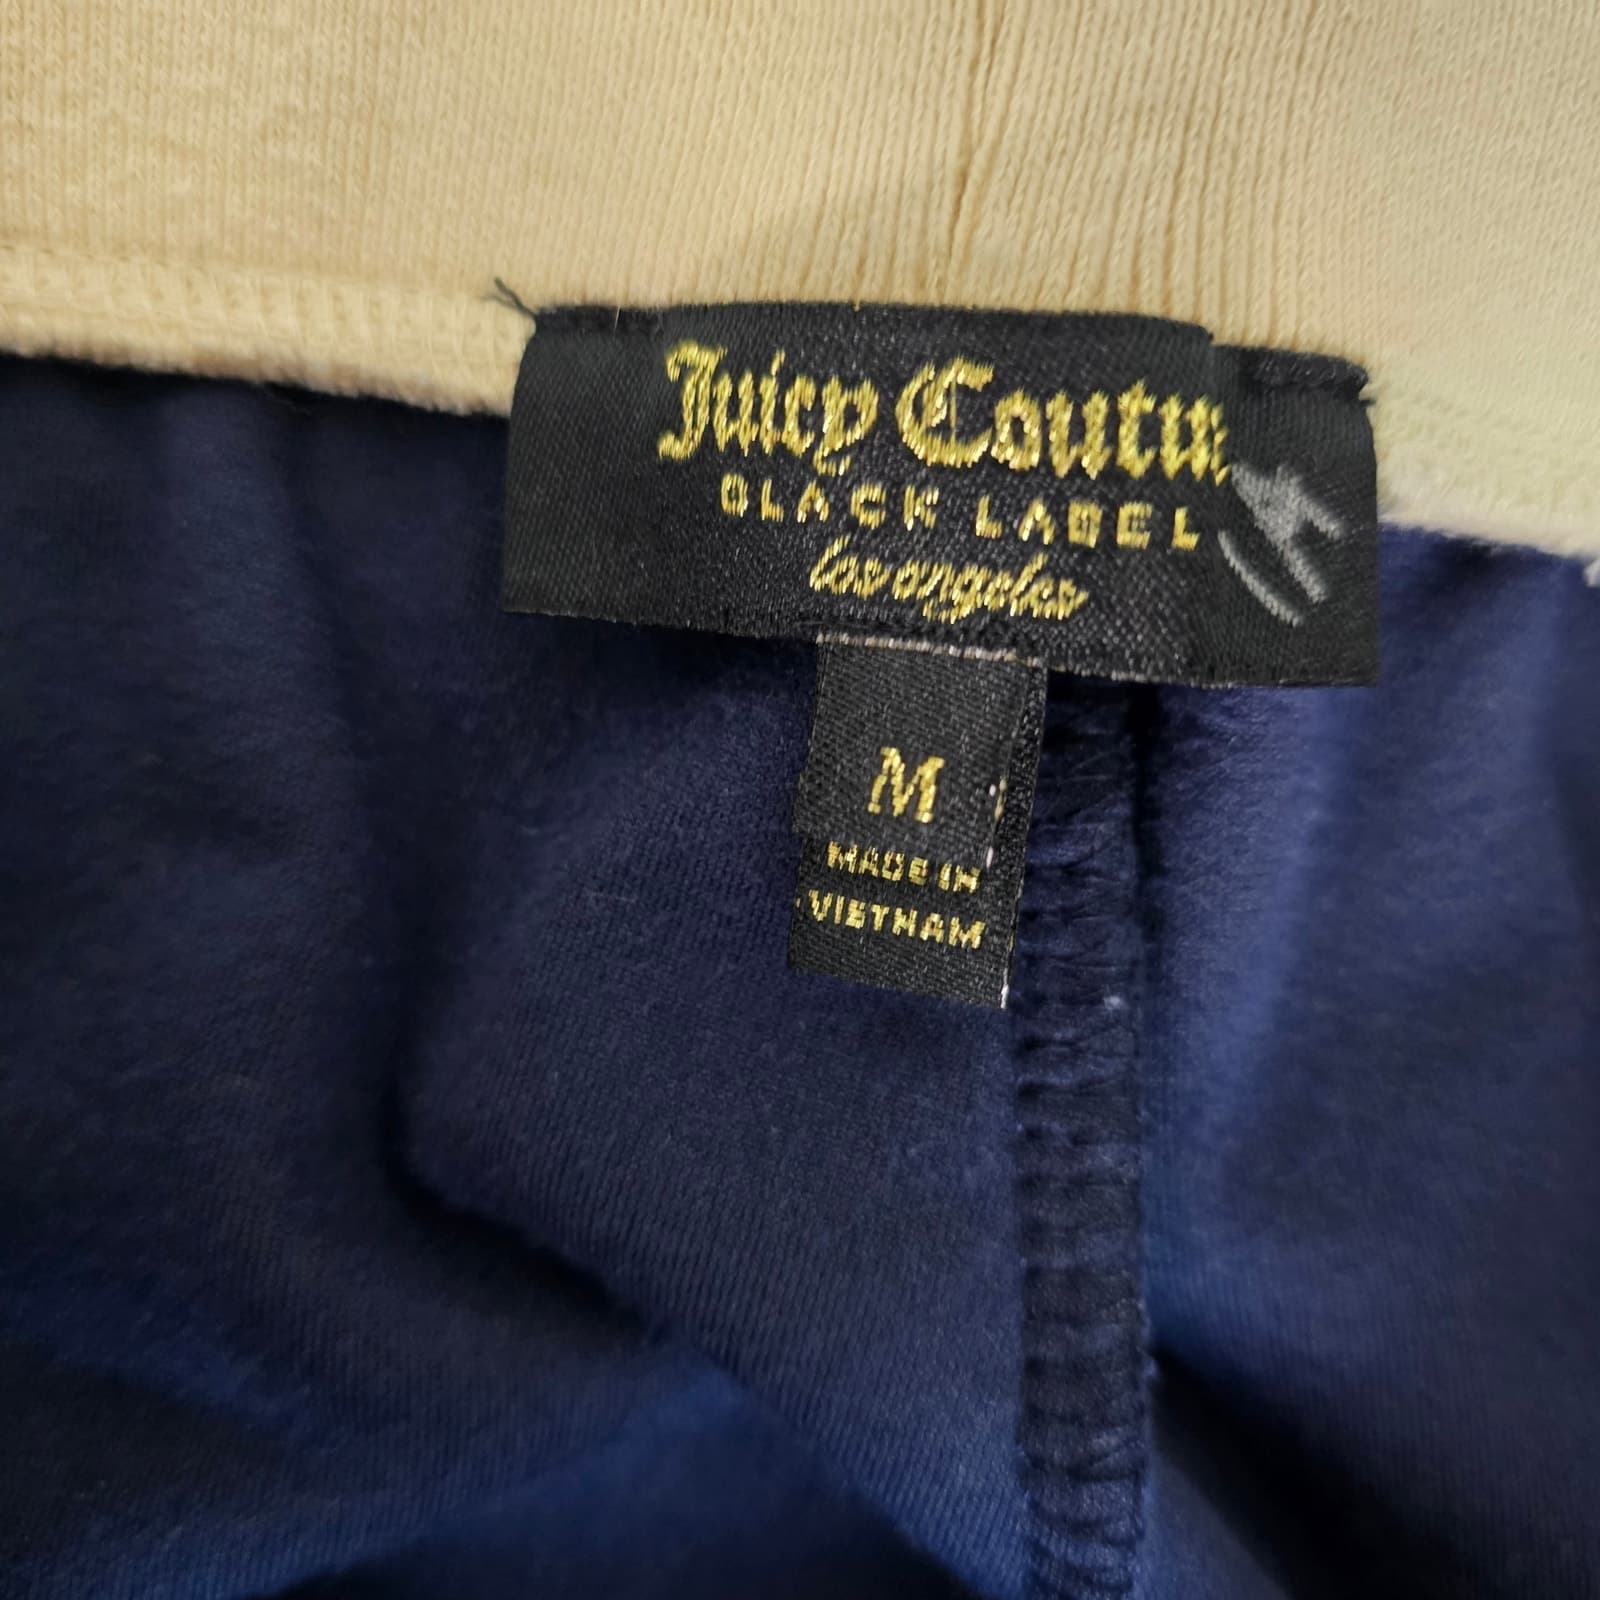 Juicy Coutu
BLACK LABEL
los angeles
M
MADE IN
VIETNAM